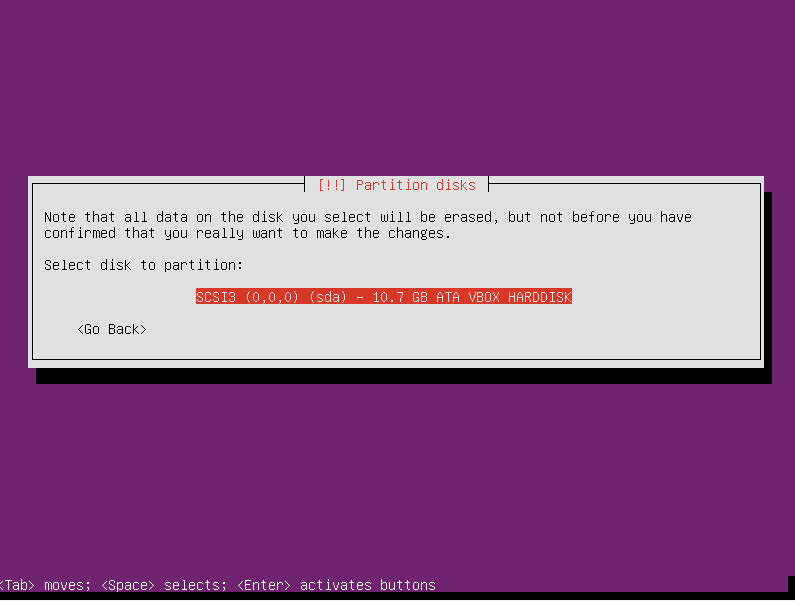 [!!] Partition disks
Note that all data on the disk you select will be erased, but not before you have
confirmed that you really want to make the changes.
Select disk to partition:
SCSI3 (0,0,0) (sda) - 10.7 GB ATA VBOX HARDDISK
<Go Back>
<Tab> moves; <Space> selects; <Enter> activates buttons